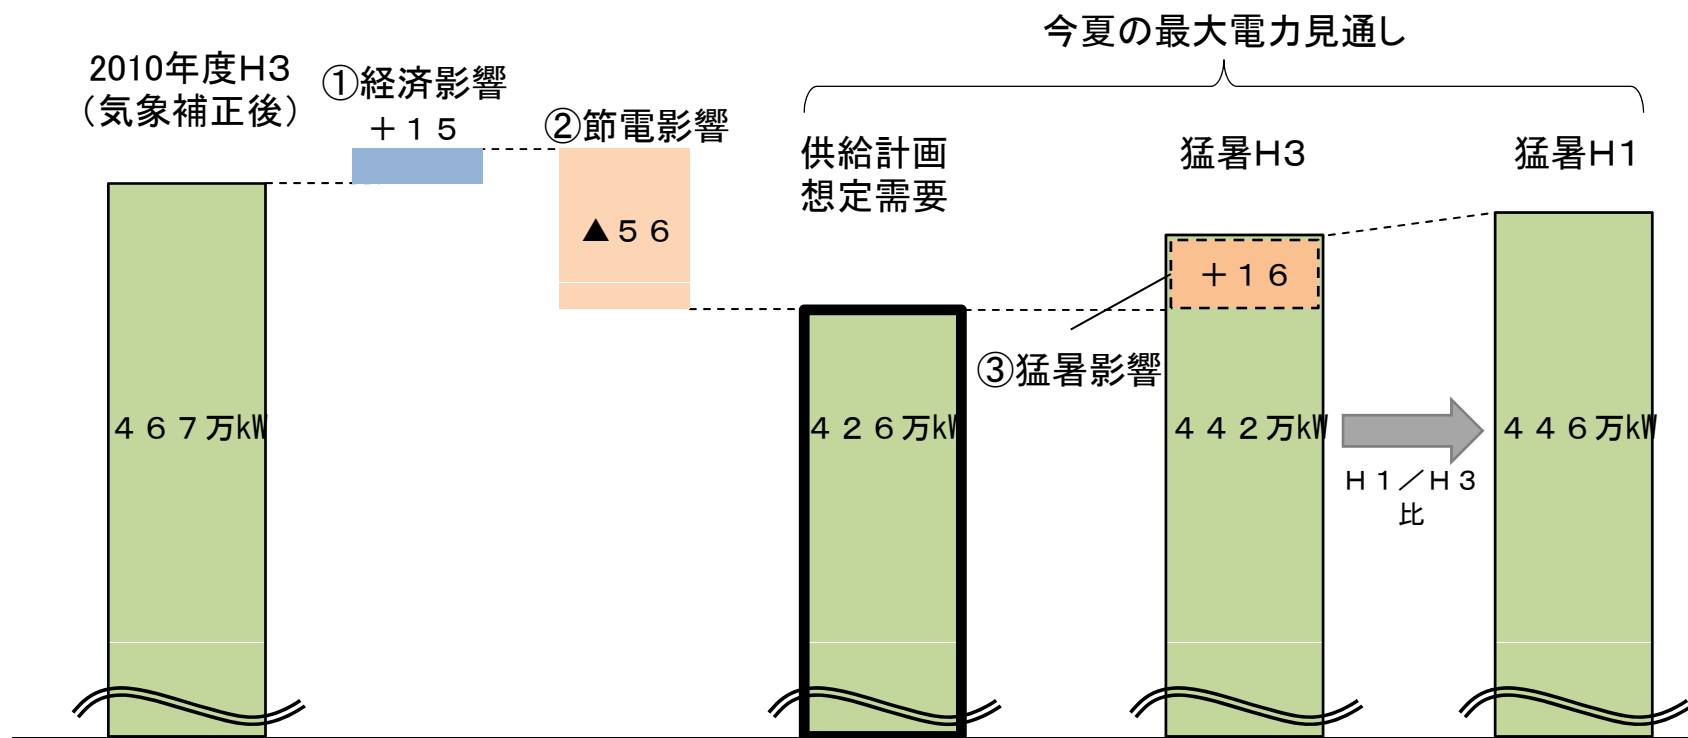 今夏の最大電力見通し
2010年度H3
（気象補正後）
①経済影響
＋１５
②節電影響
▲５６
供給計画
想定需要
猛暑H3
猛暑H1
＋１６
③猛暑影響
４６７万kW
４２６万kW
４４２万kW
４４６万kW
Ｈ１／Ｈ３
比